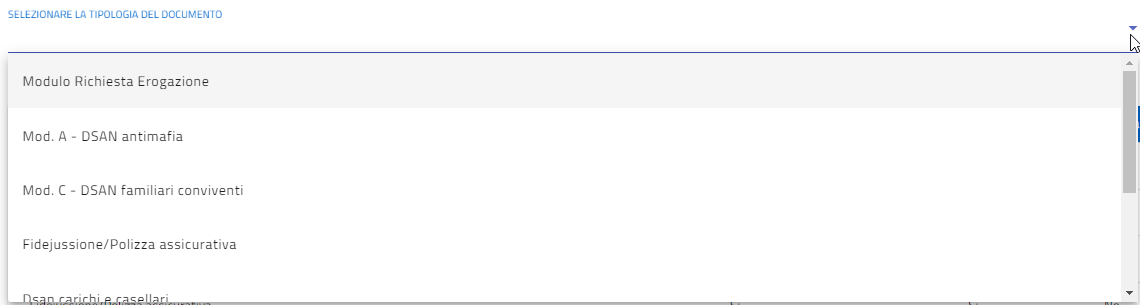 SELEZIONARE LA TIPOLOGIA DEL DOCUMENTO
Modulo Richiesta Erogazione
Mod. A - DSAN antimafia
Mod. C - DSAN familiari conviventi
Fidejussione/Polizza assicurativa
Dsan carichi e casellari